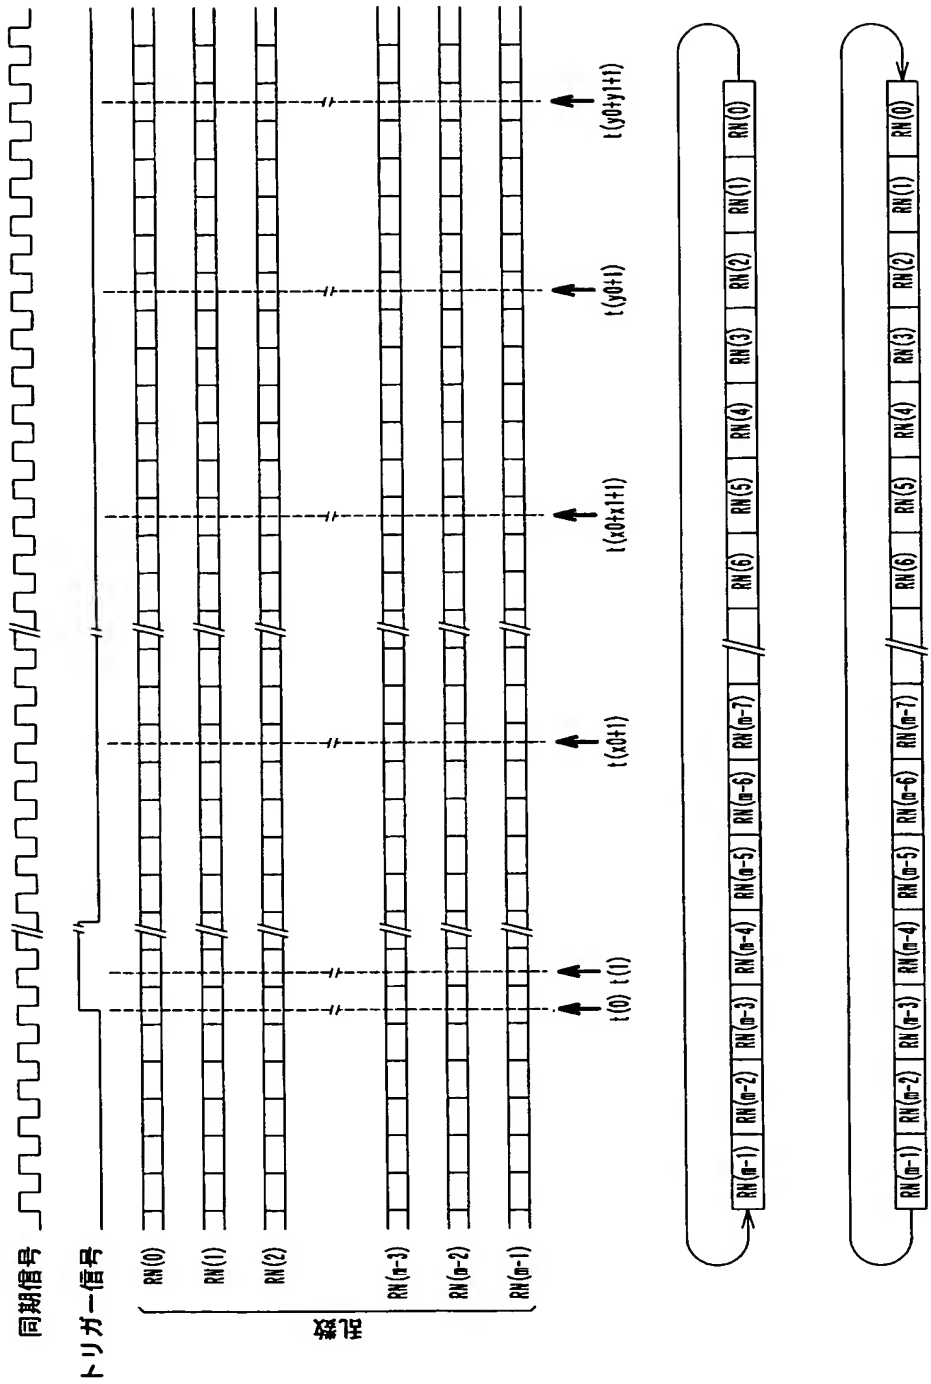 同期信号
トリガー信号
乱数
RN(0)
RN(1)
RN(2)
RN(m-3)
RN(m-2)
RN(m-1)
t(0) t(1) t(x0+1) t(x0+x1+1) t(y0+1) t(y0+y1+1)
RN(m-1) RN(m-2) RN(m-3) RN(m-4) RN(m-5) RN(m-6) RN(m-7) RN(6) RN(5) RN(4) RN(3) RN(2) RN(1) RN(0)
RN(m-1) RN(m-2) RN(m-3) RN(m-4) RN(m-5) RN(m-6) RN(m-7) RN(6) RN(5) RN(4) RN(3) RN(2) RN(1) RN(0)